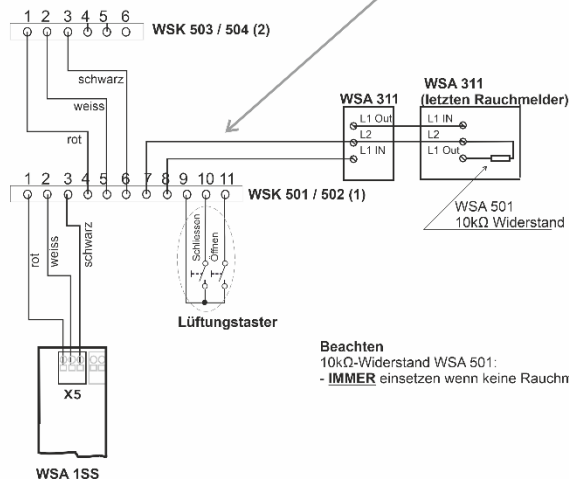 1 2 3 4 5 6
WSK 503 / 504 (2)
schwarz
weiss
rot
WSA 311
WSA 311
(letzten Rauchmelder)
L1 Out
L1 IN
L2
L2
L1 IN
L1 Out
1 2 3 4 5 6 7 8 9 10 11
WSK 501 / 502 (1)
WSA 501
10kΩ Widerstand
rot
weiss
schwarz
Schliessen
Öffnen
Lüftungstaster
Beachten
10kΩ-Widerstand WSA 501:
- IMMER einsetzen wenn keine Rauchm
X5
WSA 1SS